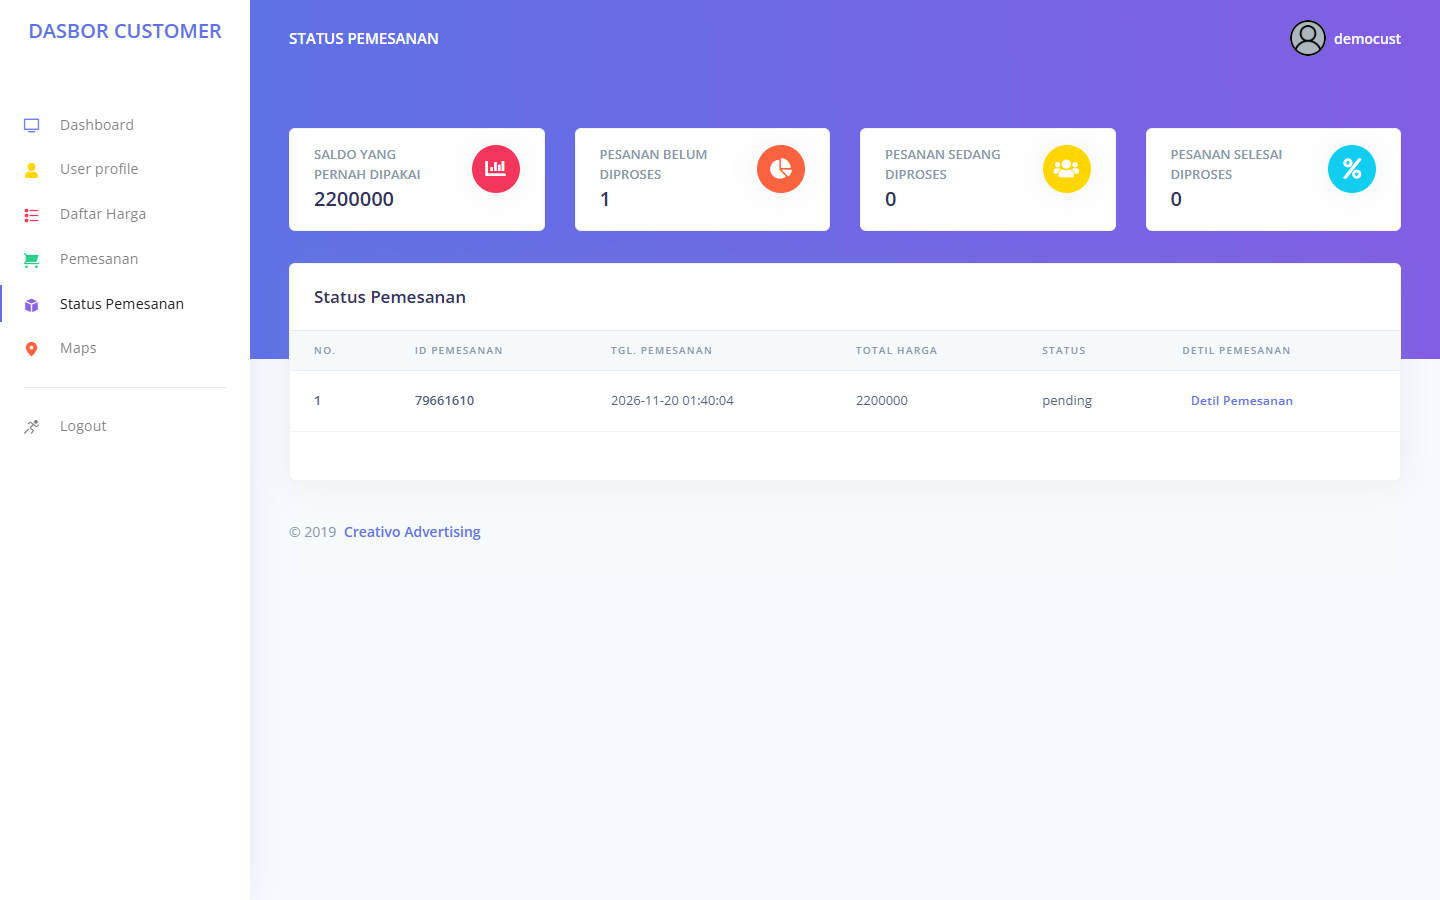 DASBOR CUSTOMER
Dashboard
User profile
Daftar Harga
Pemesanan
Status Pemesanan
Maps
Logout
STATUS PEMESANAN
democust
SALDO YANG
PERNAH DIPAKAI
2200000
PESANAN BELUM
DIPROSES
1
PESANAN SEDANG
DIPROSES
0
PESANAN SELESAI
DIPROSES
0
Status Pemesanan
NO. ID PEMESANAN TGL. PEMESANAN TOTAL HARGA STATUS DETIL PEMESANAN
1 79661610 2026-11-20 01:40:04 2200000 pending Detil Pemesanan
© 2019 Creativo Advertising